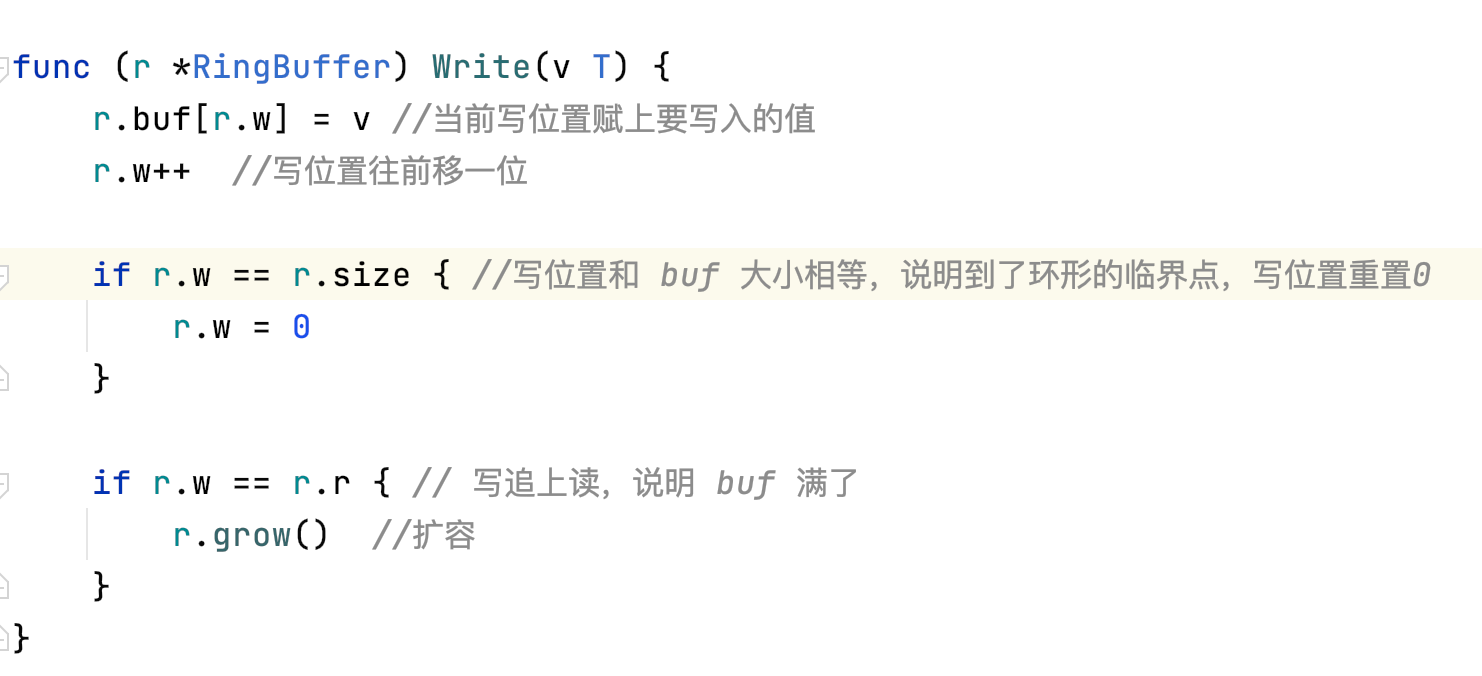 func (r *RingBuffer) Write(v T) {
    r.buf[r.w] = v //当前写位置赋上要写入的值
    r.w++  //写位置往前移一位
    if r.w == r.size { //写位置和 buf 大小相等，说明到了环形的临界点，写位置重置0
        r.w = 0
    }
    if r.w == r.r { // 写追上读，说明 buf 满了
        r.grow()  //扩容
    }
}